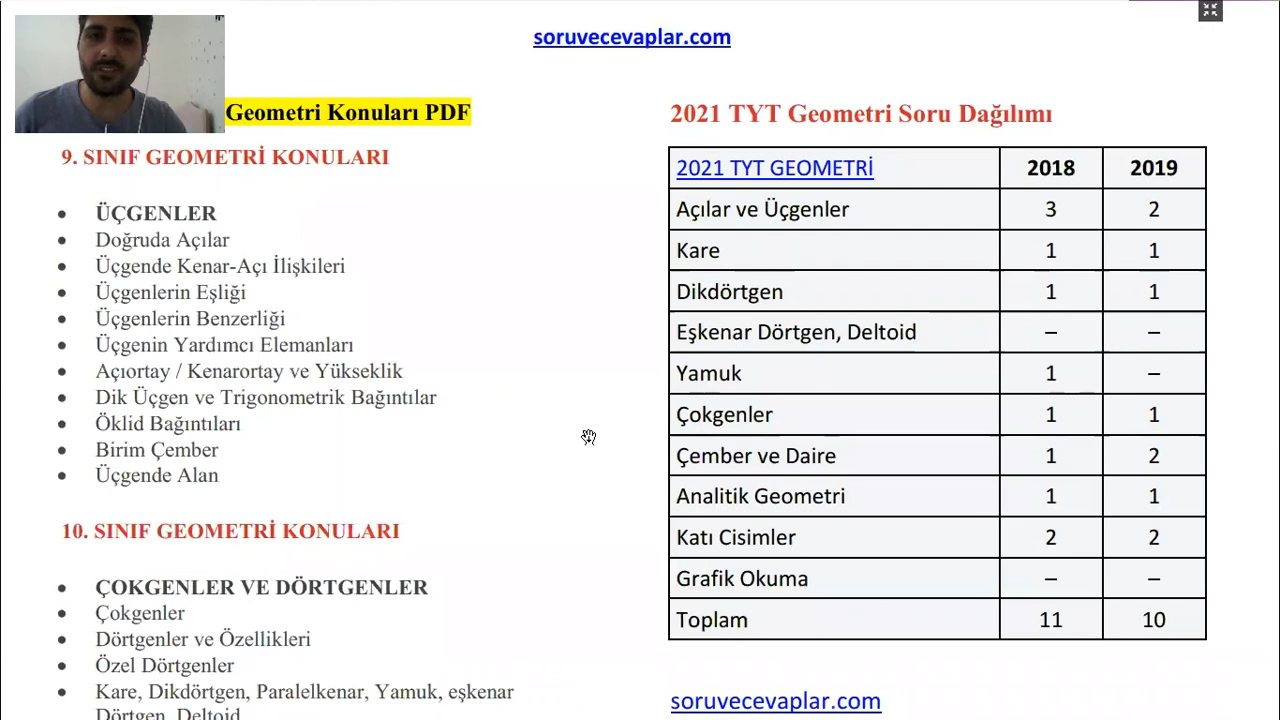 soruvecevaplar.com
Geometri Konuları PDF
9. SINIF GEOMETRİ KONULARI
• ÜÇGENLER
• Doğruda Açılar
• Üçgende Kenar-Açı İlişkileri
• Üçgenlerin Eşliği
• Üçgenlerin Benzerliği
• Üçgenin Yardımcı Elemanları
• Açıortay / Kenarortay ve Yükseklik
• Dik Üçgen ve Trigonometrik Bağıntılar
• Öklid Bağıntıları
• Birim Çember
• Üçgende Alan
10. SINIF GEOMETRİ KONULARI
• ÇOKGENLER VE DÖRTGENLER
• Çokgenler
• Dörtgenler ve Özellikleri
• Özel Dörtgenler
• Kare, Dikdörtgen, Paralelkenar, Yamuk, eşkenar
Dörtgen, Deltoid
2021 TYT Geometri Soru Dağılımı
2021 TYT GEOMETRİ 2018 2019
Açılar ve Üçgenler 3 2
Kare 1 1
Dikdörtgen 1 1
Eşkenar Dörtgen, Deltoid – –
Yamuk 1 –
Çokgenler 1 1
Çember ve Daire 1 2
Analitik Geometri 1 1
Katı Cisimler 2 2
Grafik Okuma – –
Toplam 11 10
soruvecevaplar.com